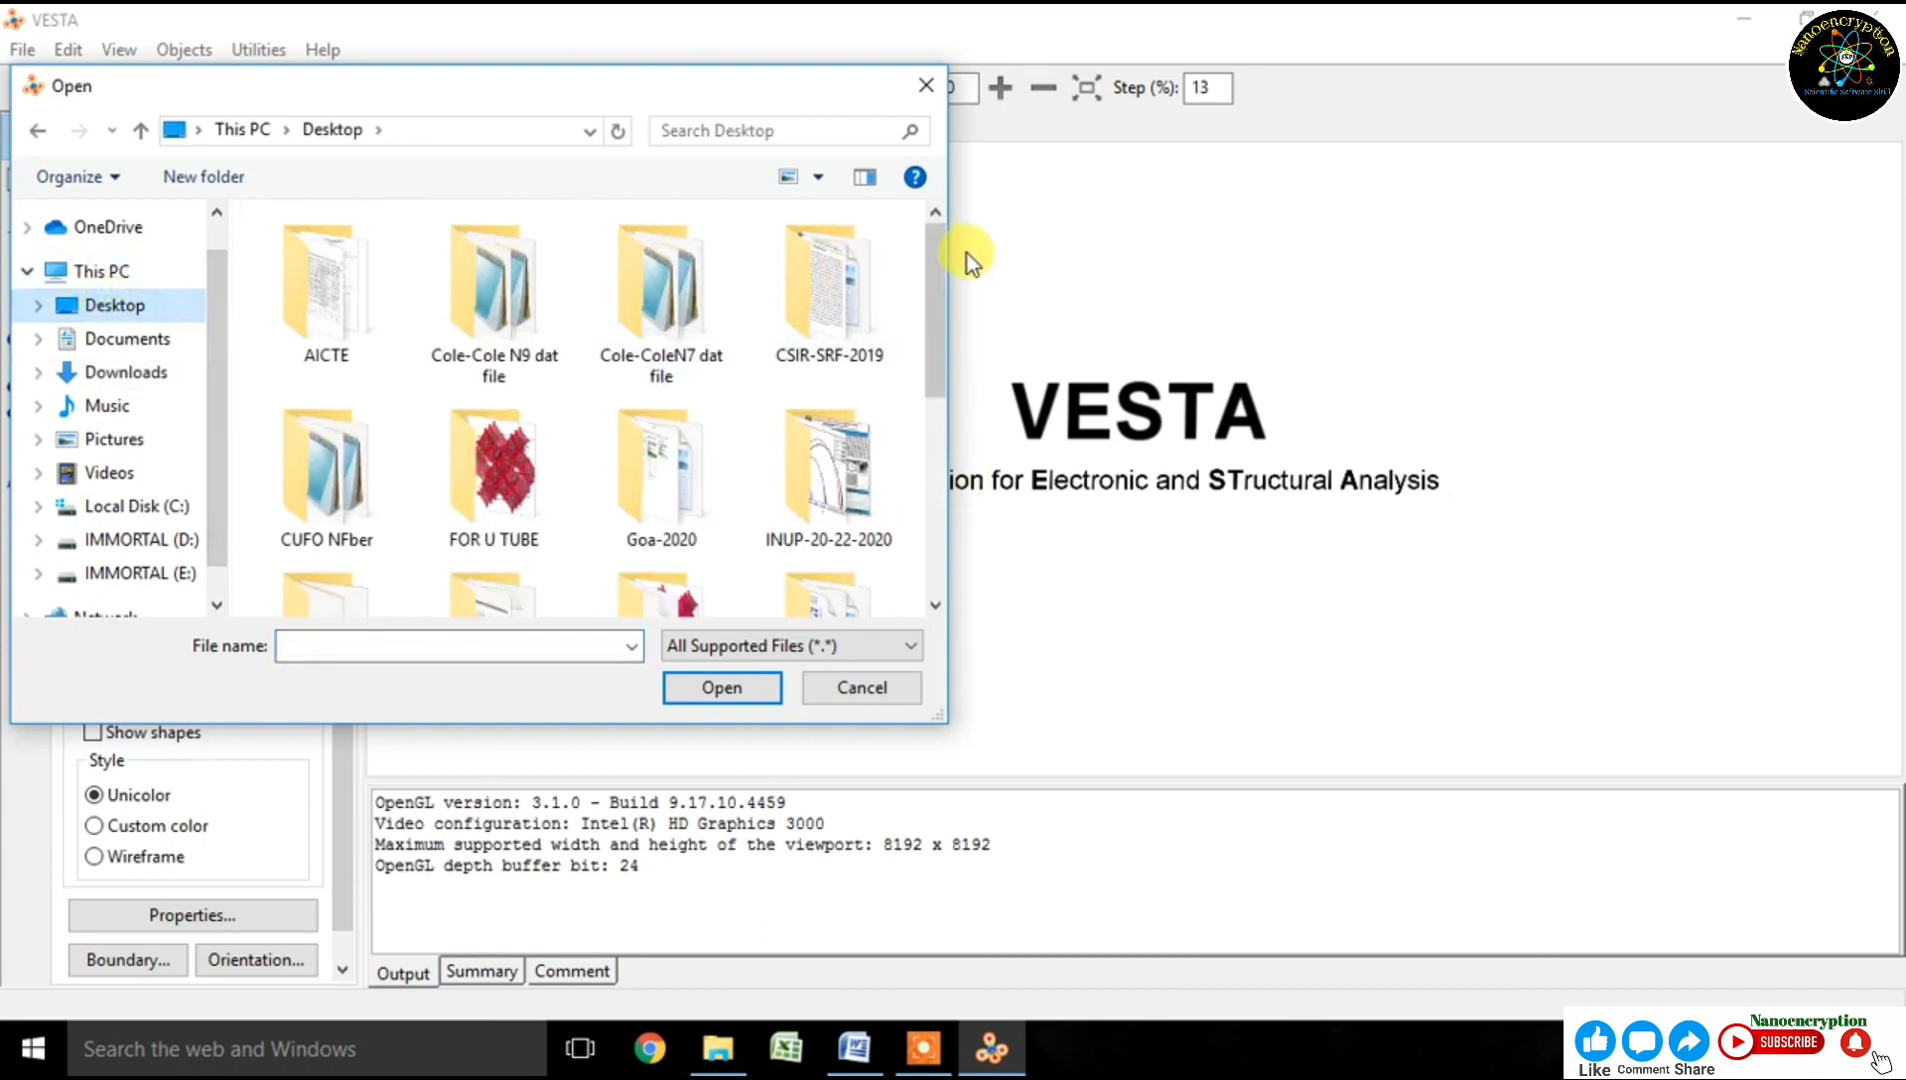 VESTA
File Edit View Objects Utilities Help
Open
0 Step (%): 13
This PC Desktop
Search Desktop
Organize New folder
OneDrive
This PC
Desktop
Documents
Downloads
Music
Pictures
Videos
Local Disk (C:)
IMMORTAL (D:)
IMMORTAL (E:)
Network
AICTE
Cole-Cole N9 dat
file
Cole-ColeN7 dat
file
CSIR-SRF-2019
CUFO NFber
FOR U TUBE
Goa-2020
INUP-20-22-2020
File name:
All Supported Files (*.*)
Open Cancel
VESTA
ion for Electronic and STructural Analysis
Show shapes
Style
Unicolor
Custom color
Wireframe
Properties...
Boundary... Orientation...
OpenGL version: 3.1.0 - Build 9.17.10.4459
Video configuration: Intel(R) HD Graphics 3000
Maximum supported width and height of the viewport: 8192 x 8192
OpenGL depth buffer bit: 24
Output Summary Comment
Search the web and Windows
Nanoencryption
Scientific Software Skill
Nanoencryption
SUBSCRIBE
Like Comment Share